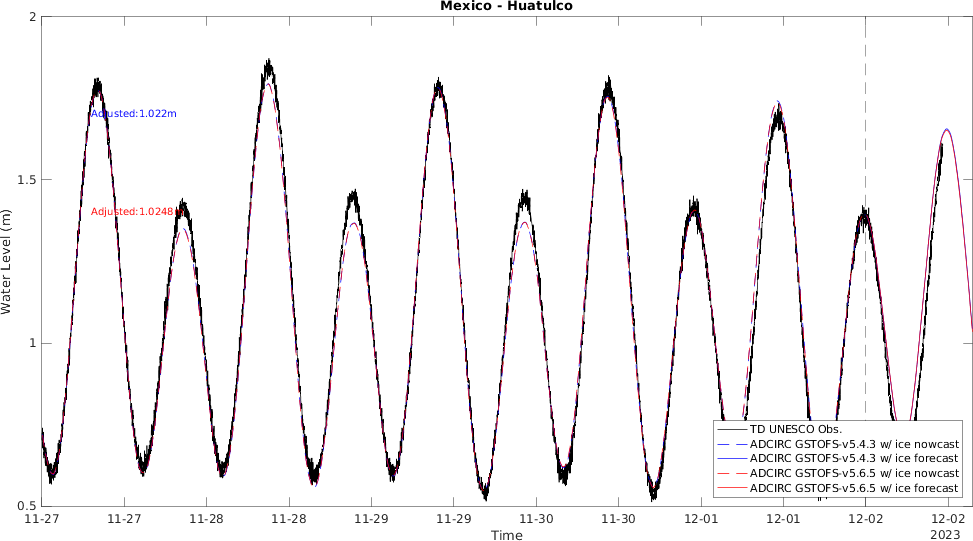 Mexico - Huatulco
2
1.5
1
0.5
Water Level (m)
Adjusted:1.022m
Adjusted:1.0248m
TD UNESCO Obs.
ADCIRC GSTOFS-v5.4.3 w/ ice nowcast
ADCIRC GSTOFS-v5.4.3 w/ ice forecast
ADCIRC GSTOFS-v5.6.5 w/ ice nowcast
ADCIRC GSTOFS-v5.6.5 w/ ice forecast
11-27 11-27 11-28 11-28 11-29 11-29 11-30 11-30 12-01 12-01 12-02 12-02
Time
2023